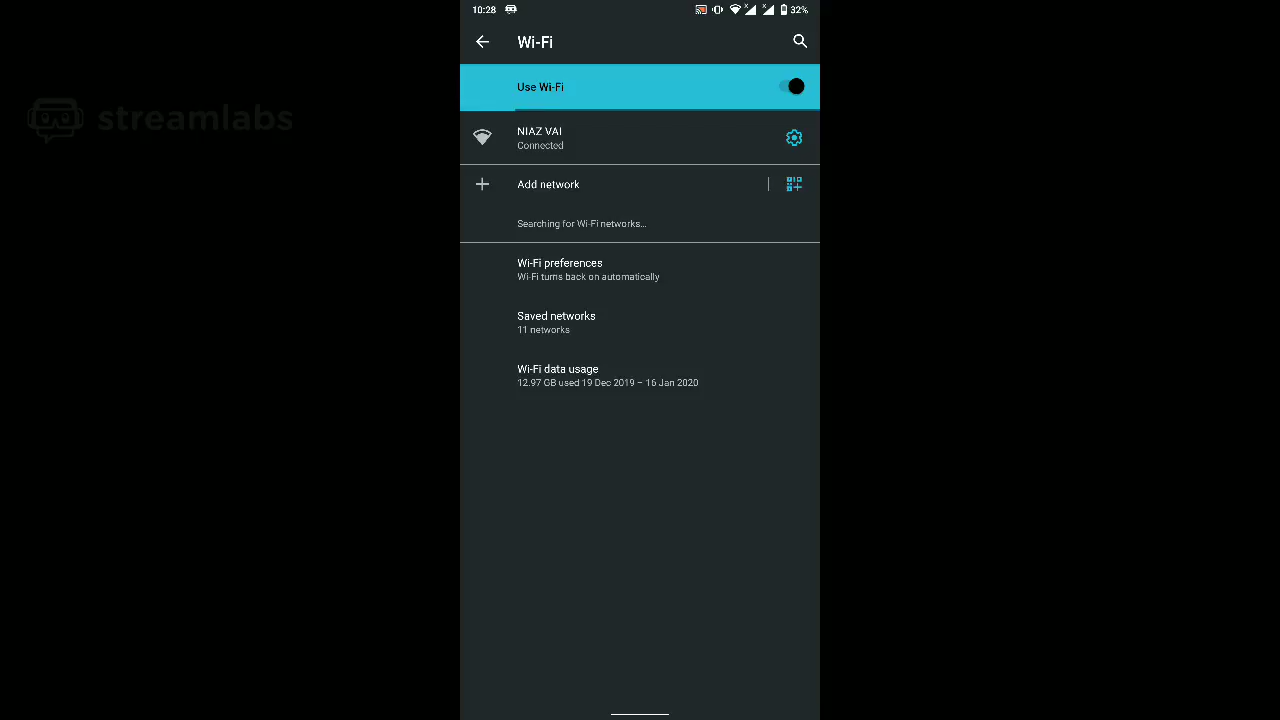 10:28
32%
Wi-Fi
streamlabs
Use Wi-Fi
NIAZ VAI
Connected
Add network
Searching for Wi-Fi networks...
Wi-Fi preferences
Wi-Fi turns back on automatically
Saved networks
11 networks
Wi-Fi data usage
12.97 GB used 19 Dec 2019 – 16 Jan 2020